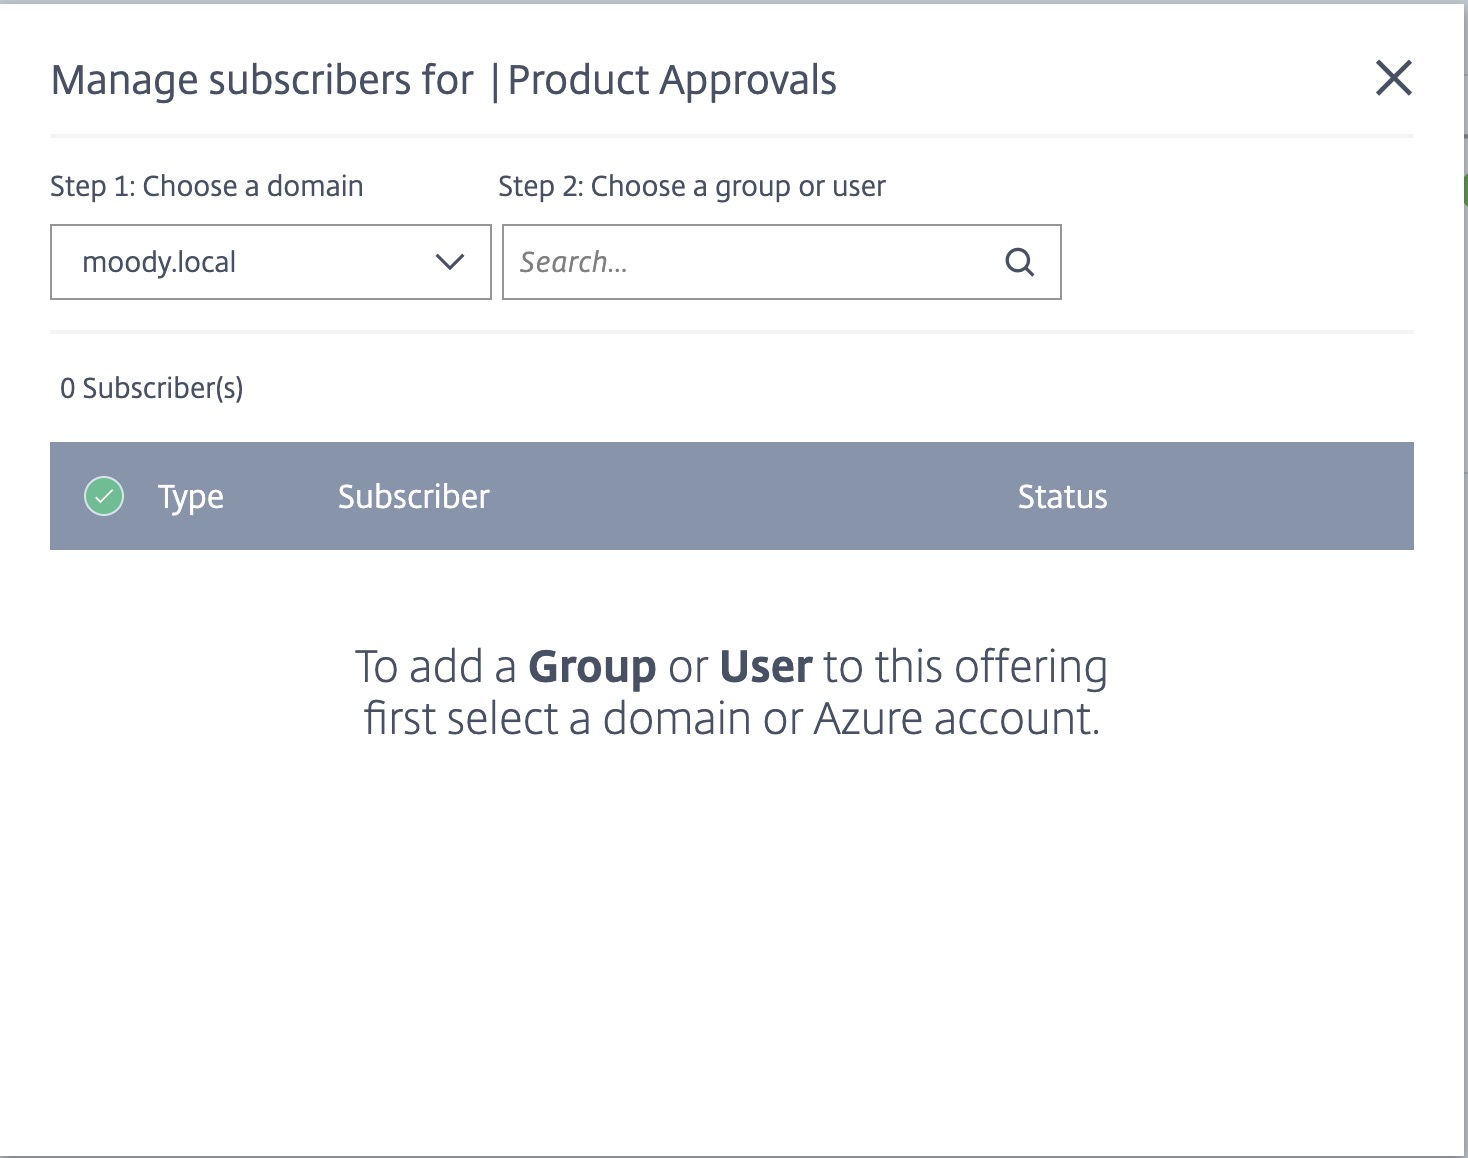 Manage subscribers for | Product Approvals
Step 1: Choose a domain
Step 2: Choose a group or user
moody.local
Search...
0 Subscriber(s)
Type Subscriber Status
To add a Group or User to this offering
first select a domain or Azure account.